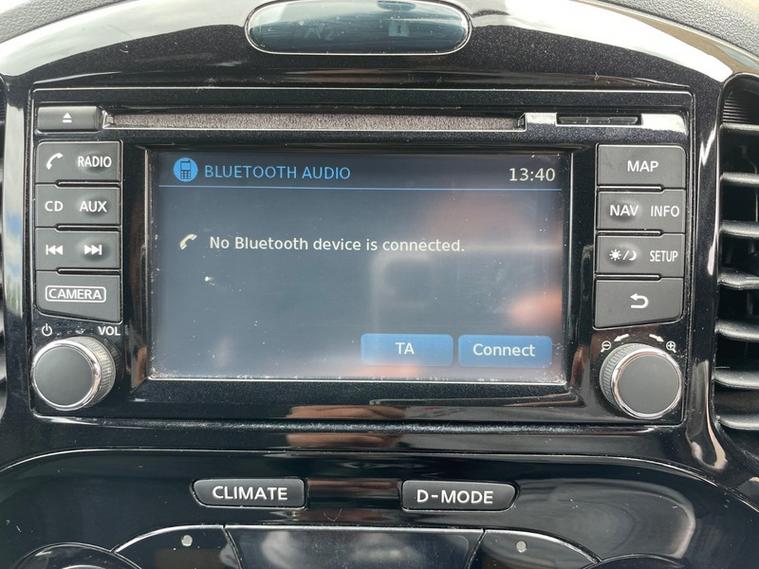 BLUETOOTH AUDIO 13:40
No Bluetooth device is connected.
TA Connect
RADIO
CD AUX
CAMERA
VOL
MAP
NAV INFO
SETUP
CLIMATE D-MODE